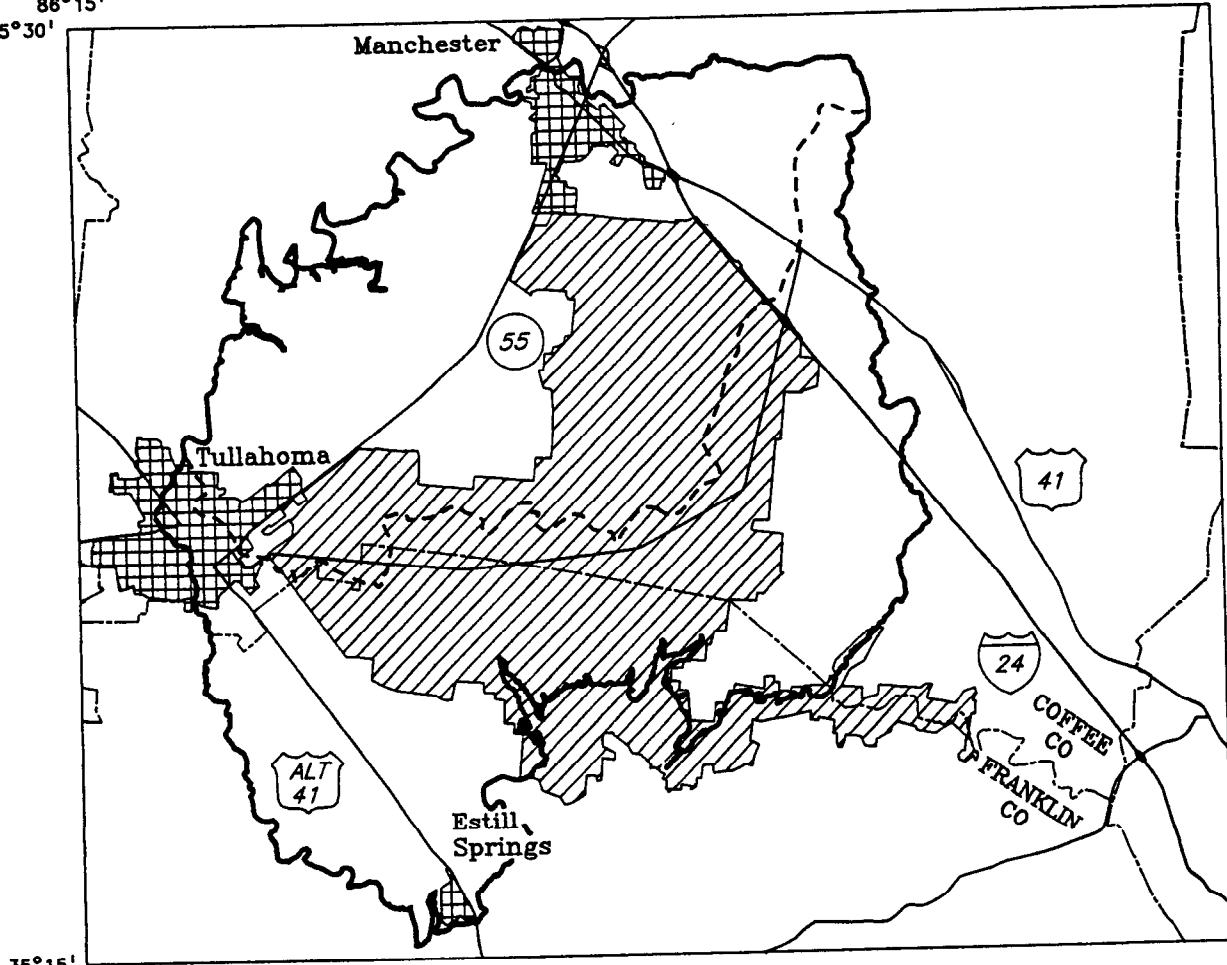 86°15'
5°30'
Manchester
55
Tullahoma
41
24
COFFEE
CO
FRANKLIN
CO
ALT
41
Estill
Springs
35°15'